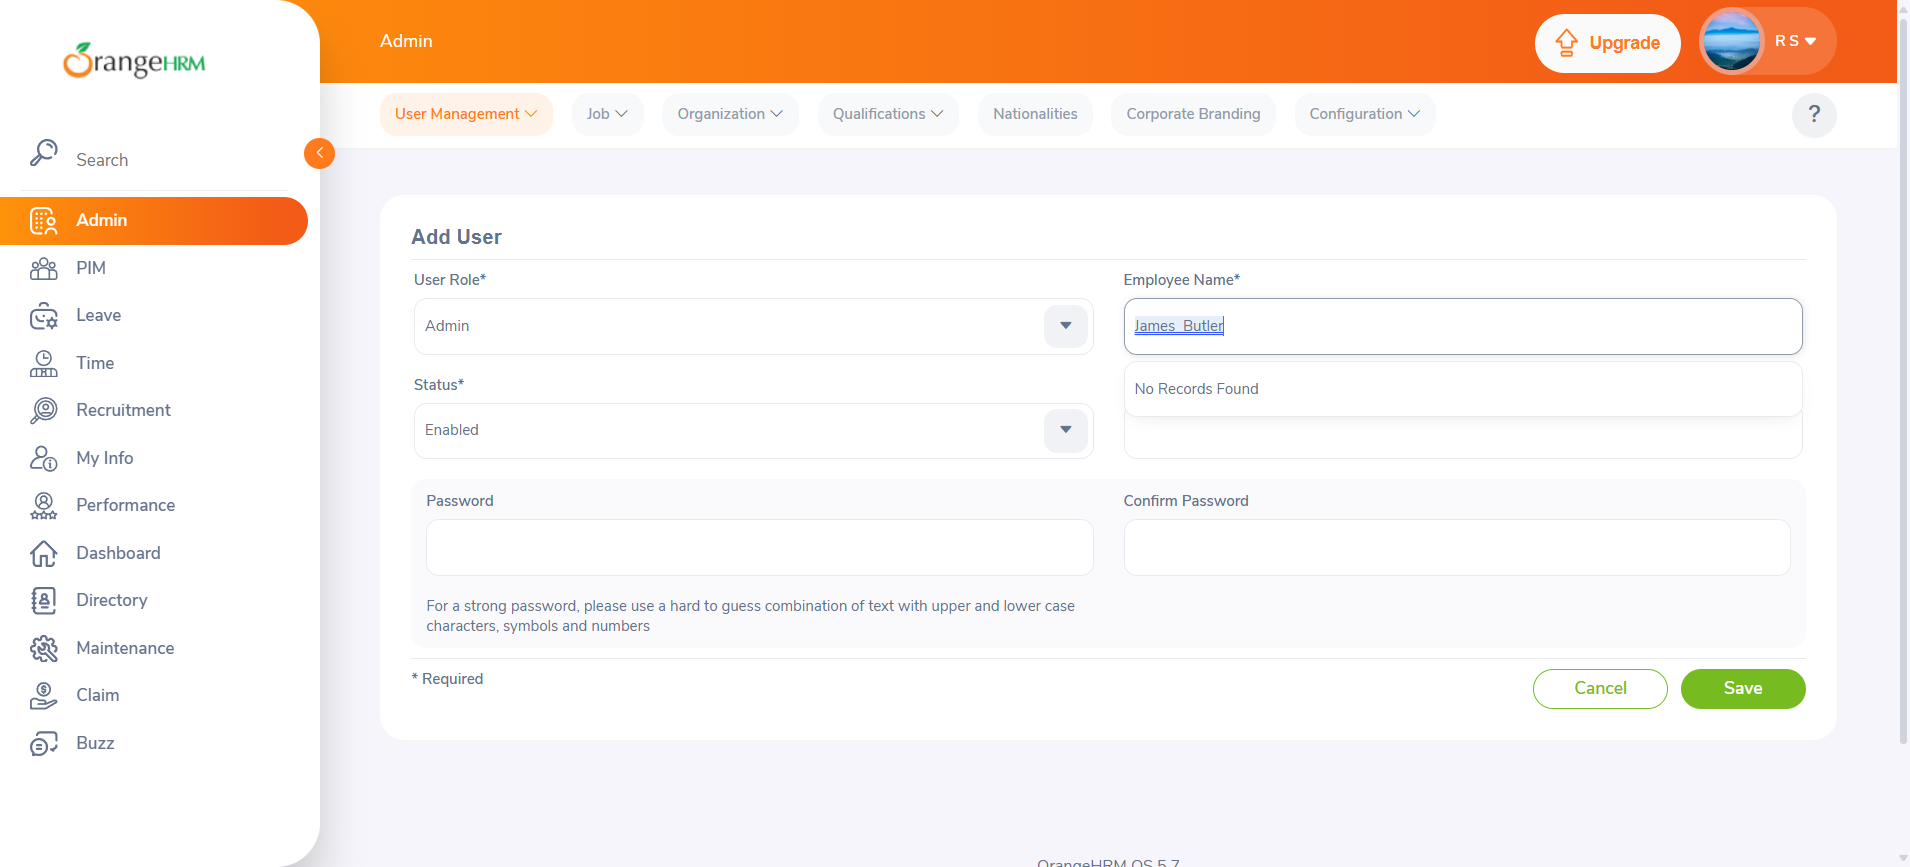 OrangeHRM
Search
Admin
PIM
Leave
Time
Recruitment
My Info
Performance
Dashboard
Directory
Maintenance
Claim
Buzz
Admin
Upgrade
R S
User Management
Job
Organization
Qualifications
Nationalities
Corporate Branding
Configuration
?
Add User
User Role*
Admin
Employee Name*
James  Butler
No Records Found
Status*
Enabled
Password
Confirm Password
For a strong password, please use a hard to guess combination of text with upper and lower case
characters, symbols and numbers
* Required
Cancel
Save
OrangeHRM OS 5.7